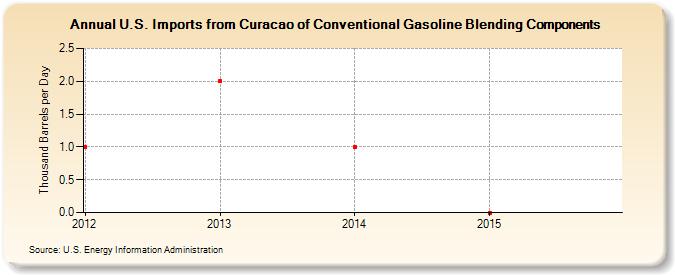 Annual U.S. Imports from Curacao of Conventional Gasoline Blending Components
Thousand Barrels per Day
2.5
2.0
1.5
1.0
0.5
0.0
2012 2013 2014 2015
Source: U.S. Energy Information Administration